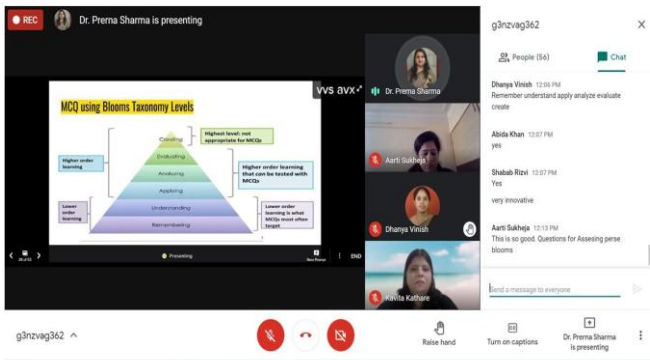 REC
Dr. Prerna Sharma is presenting
vvs avx
MCQ using Blooms Taxonomy Levels
Creating
Evaluating
Analyzing
Applying
Understanding
Remembering
Higher order
learning
Lower
order
learning
Highest level: not
appropriate for MCQs
Higher order learning
that can be tested with
MCQs
Lower order
learning is what
MCQs most often
target
Presenting
END
Dr. Prerna Sharma
Aarti Sukheja
Dhanya Vinish
Kavita Kathare
g3nzvag362
X
People (56)
Chat
Dhanya Vinish 12:06 PM
Remember understand apply analyze evaluate
create
Abida Khan 12:07 PM
yes
Shabab Rizvi 12:07 PM
Yes
very innovative
Aarti Sukheja 12:13 PM
This is so good. Questions for Assesing perse
blooms
Send a message to everyone
g3nzvag362
Raise hand
Turn on captions
Dr. Prerna Sharma
is presenting